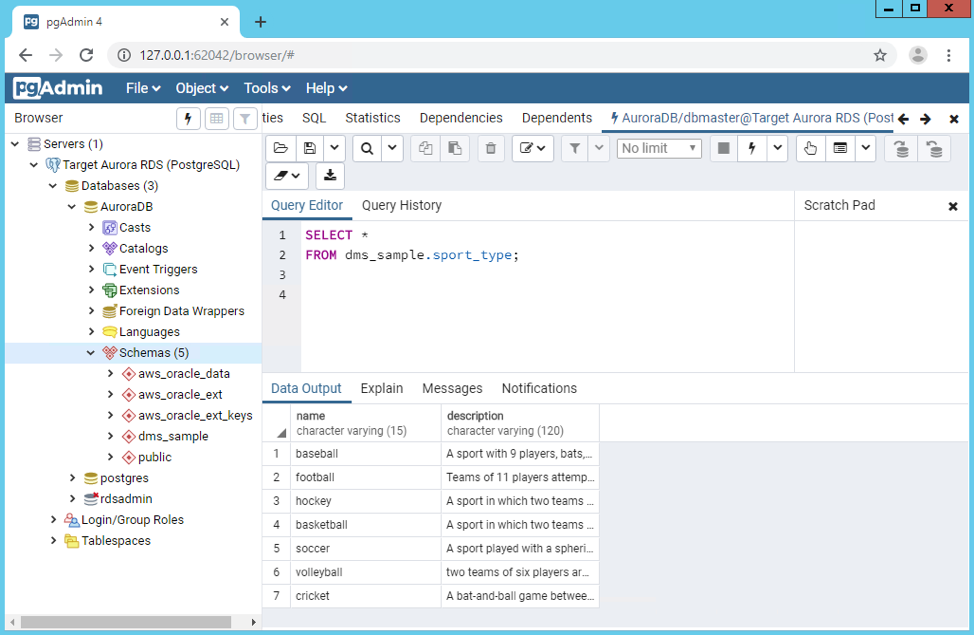 pgAdmin 4
127.0.0.1:62042/browser/#
pgAdmin File Object Tools Help
Browser
ties SQL Statistics Dependencies Dependents AuroraDB/dbmaster@Target Aurora RDS (Post
Servers (1)
Target Aurora RDS (PostgreSQL)
Databases (3)
AuroraDB
Casts
Catalogs
Event Triggers
Extensions
Foreign Data Wrappers
Languages
Schemas (5)
aws_oracle_data
aws_oracle_ext
aws_oracle_ext_keys
dms_sample
public
postgres
rdsadmin
Login/Group Roles
Tablespaces
No limit
Query Editor Query History
Scratch Pad
1 SELECT *
2 FROM dms_sample.sport_type;
3
4
Data Output Explain Messages Notifications
name description
character varying (15) character varying (120)
1 baseball A sport with 9 players, bats,...
2 football Teams of 11 players attemp...
3 hockey A sport in which two teams ...
4 basketball A sport in which two teams ...
5 soccer A sport played with a spheri...
6 volleyball two teams of six players ar...
7 cricket A bat-and-ball game betwee...